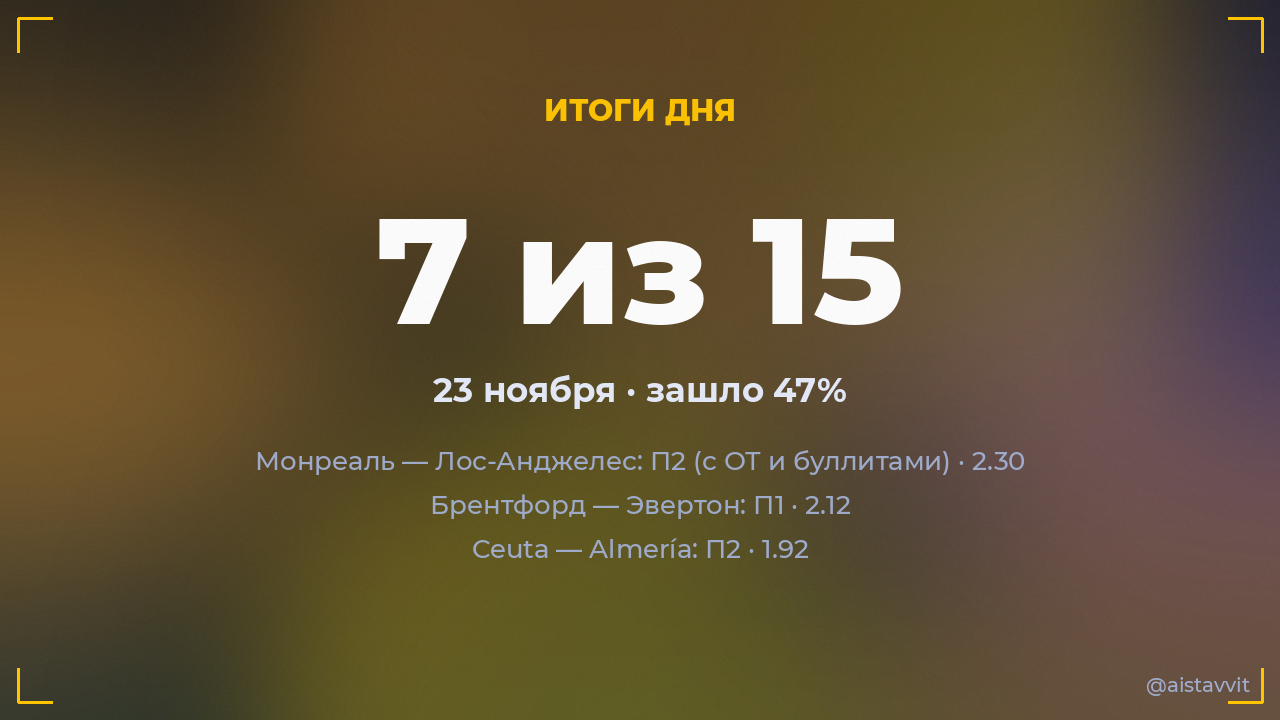 ИТОГИ ДНЯ
7 из 15
23 ноября · зашло 47%
Монреаль — Лос-Анджелес: П2 (с ОТ и буллитами) · 2.30
Брентфорд — Эвертон: П1 · 2.12
Ceuta — Almería: П2 · 1.92
@aistavvit